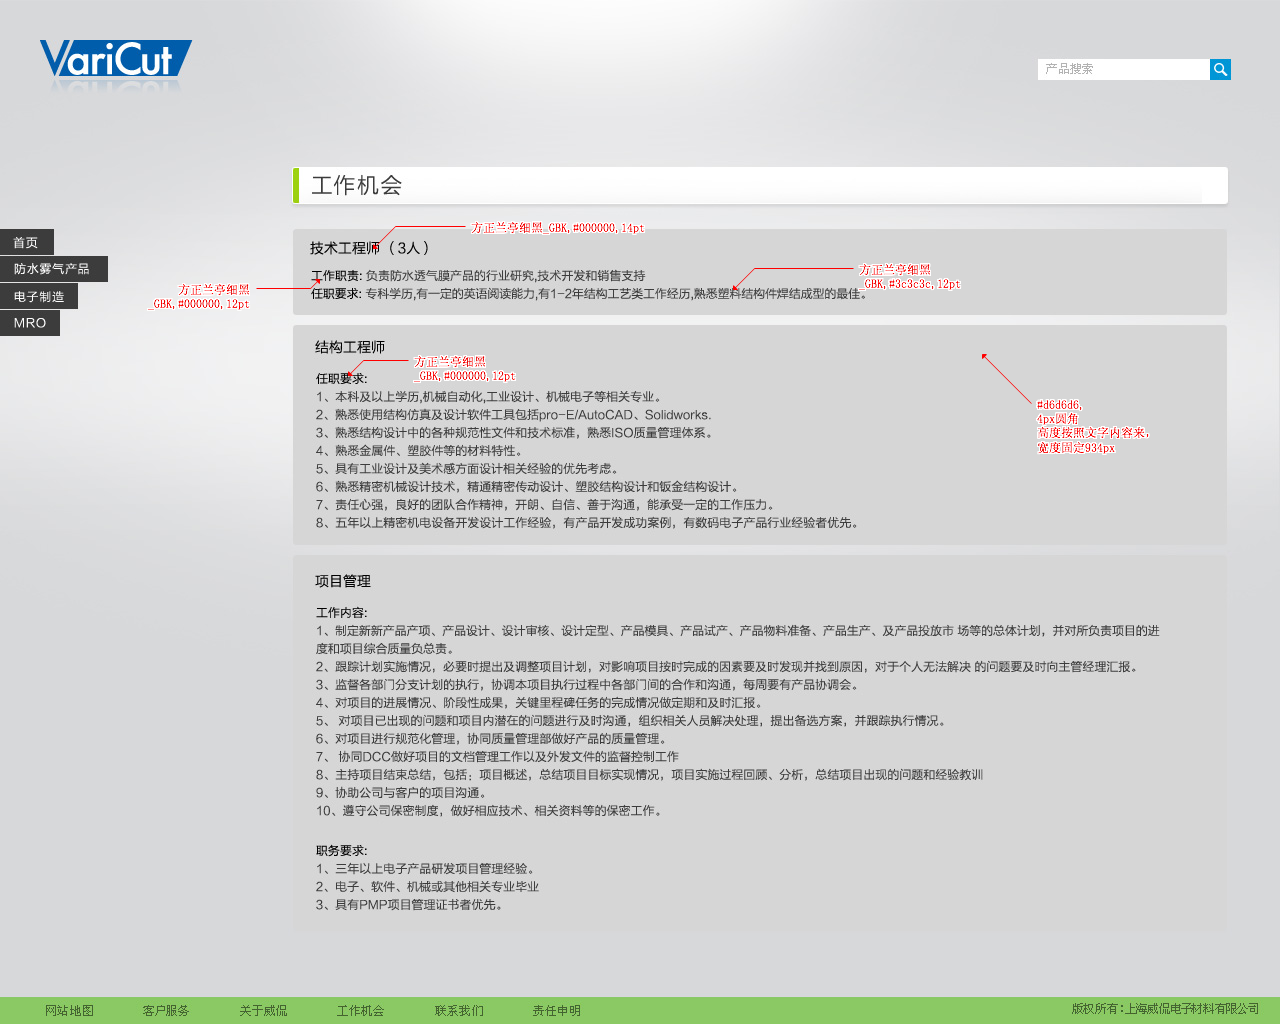 VariCut
产品搜索
工作机会
首页
防水雾气产品
电子制造
MRO
方正兰亭细黑_GBK, #000000, 14pt
技术工程师（3人）
工作职责: 负责防水透气膜产品的行业研究,技术开发和销售支持
任职要求: 专科学历,有一定的英语阅读能力,有1-2年结构工艺类工作经历,熟悉塑料结构件焊结成型的最佳。
方正兰亭细黑
_GBK, #3c3c3c, 12pt
方正兰亭细黑
_GBK, #000000, 12pt
结构工程师
方正兰亭细黑
_GBK, #000000, 12pt
任职要求:
1、本科及以上学历,机械自动化,工业设计、机械电子等相关专业。
2、熟悉使用结构仿真及设计软件工具包括pro-E/AutoCAD、Solidworks.
3、熟悉结构设计中的各种规范性文件和技术标准，熟悉ISO质量管理体系。
4、熟悉金属件、塑胶件等的材料特性。
5、具有工业设计及美术感方面设计相关经验的优先考虑。
6、熟悉精密机械设计技术，精通精密传动设计、塑胶结构设计和钣金结构设计。
7、责任心强，良好的团队合作精神，开朗、自信、善于沟通，能承受一定的工作压力。
8、五年以上精密机电设备开发设计工作经验，有产品开发成功案例，有数码电子产品行业经验者优先。
#d6d6d6,
4px圆角
高度按照文字内容来,
宽度固定934px
项目管理
工作内容:
1、制定新新产品产项、产品设计、设计审核、设计定型、产品模具、产品试产、产品物料准备、产品生产、及产品投放市 场等的总体计划，并对所负责项目的进
度和项目综合质量负总责。
2、跟踪计划实施情况，必要时提出及调整项目计划，对影响项目按时完成的因素要及时发现并找到原因，对于个人无法解决 的问题要及时向主管经理汇报。
3、监督各部门分支计划的执行，协调本项目执行过程中各部门间的合作和沟通，每周要有产品协调会。
4、对项目的进展情况、阶段性成果，关键里程碑任务的完成情况做定期和及时汇报。
5、 对项目已出现的问题和项目内潜在的问题进行及时沟通，组织相关人员解决处理，提出备选方案，并跟踪执行情况。
6、对项目进行规范化管理，协同质量管理部做好产品的质量管理。
7、 协同DCC做好项目的文档管理工作以及外发文件的监督控制工作
8、主持项目结束总结，包括：项目概述，总结项目目标实现情况，项目实施过程回顾、分析，总结项目出现的问题和经验教训
9、协助公司与客户的项目沟通。
10、遵守公司保密制度，做好相应技术、相关资料等的保密工作。
职务要求:
1、三年以上电子产品研发项目管理经验。
2、电子、软件、机械或其他相关专业毕业
3、具有PMP项目管理证书者优先。
网站地图
客户服务
关于威侃
工作机会
联系我们
责任申明
版权所有:上海威侃电子材料有限公司